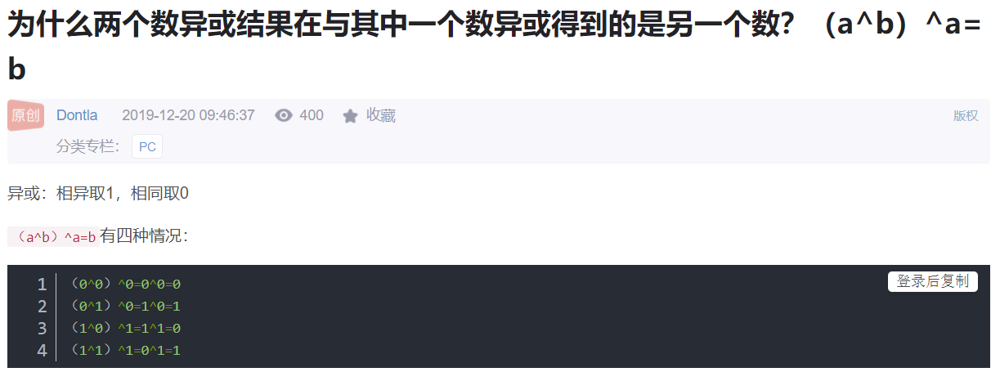 为什么两个数异或结果在与其中一个数异或得到的是另一个数？（a^b）^a=
b
原创 Dontla 2019-12-20 09:46:37 400 收藏 版权
分类专栏： PC
异或：相异取1，相同取0
（a^b）^a=b有四种情况：
登录后复制
1 （0^0）^0=0^0=0
2 （0^1）^0=1^0=1
3 （1^0）^1=1^1=0
4 （1^1）^1=0^1=1